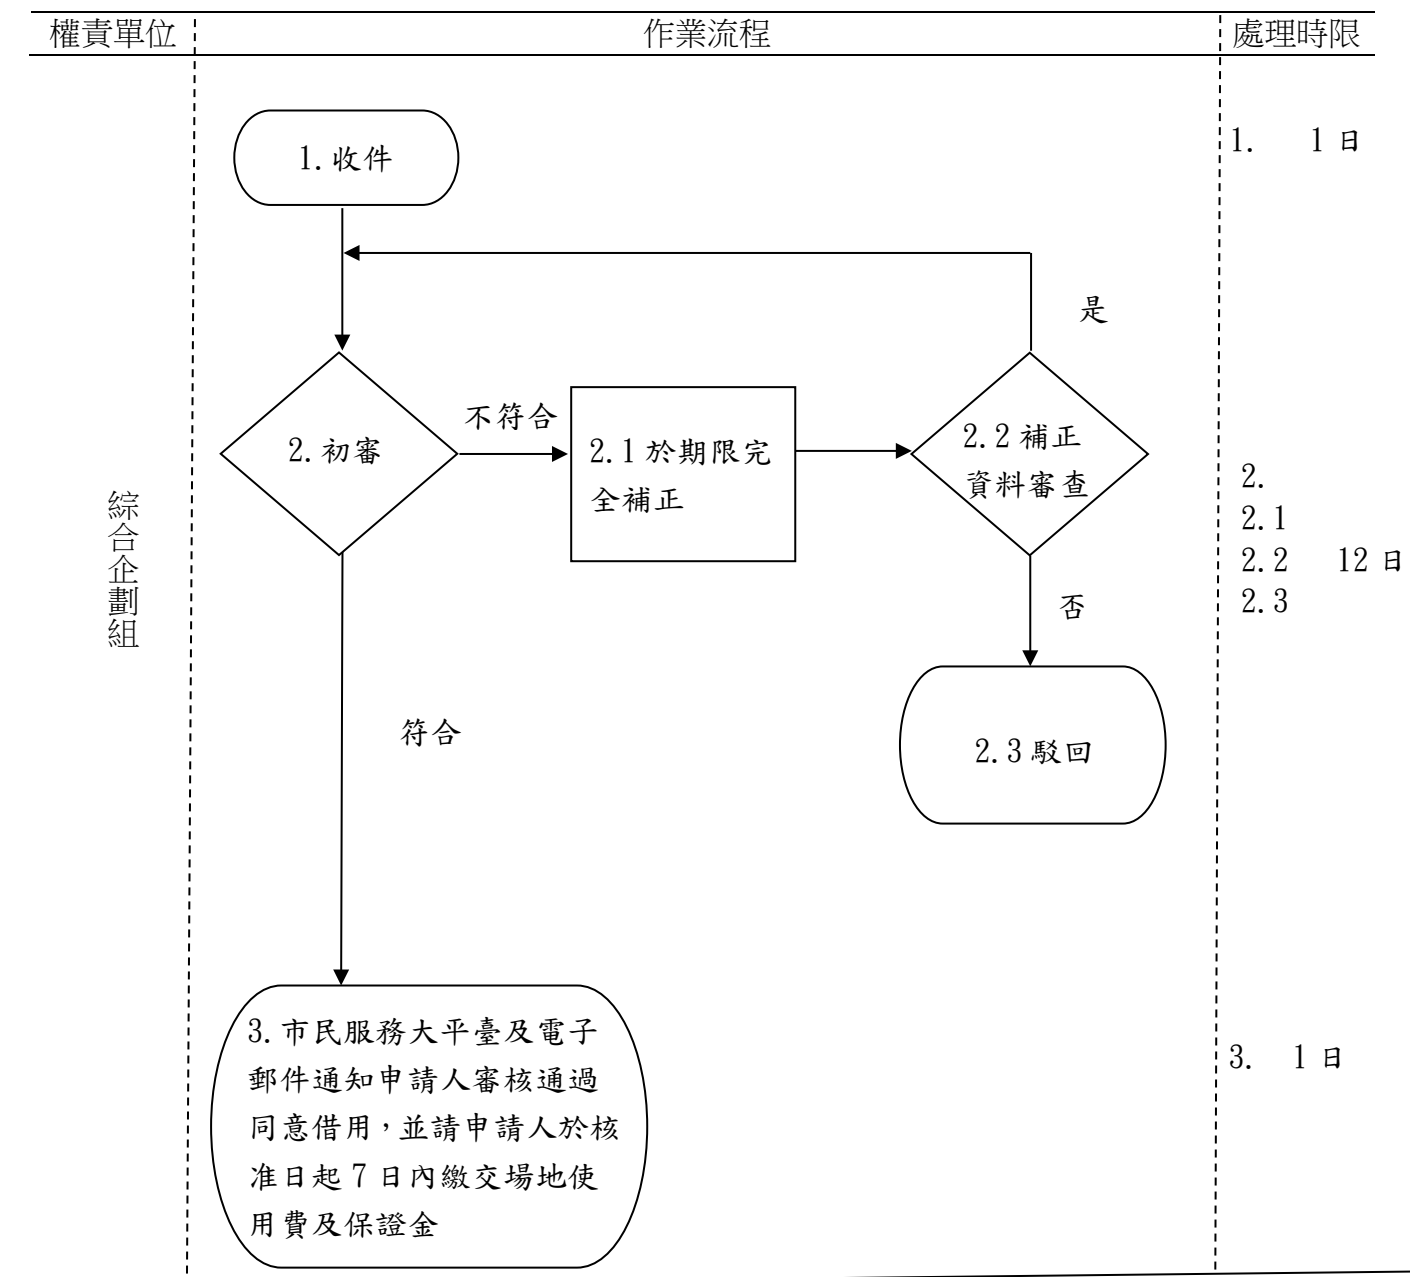 權責單位
作業流程
處理時限
1.收件
1. 1日
是
不符合
2.初審
2.1於期限完
全補正
2.2補正
資料審查
綜合企劃組
2.
2.1
2.2 12日
2.3
否
符合
2.3駁回
3.市民服務大平臺及電子
郵件通知申請人審核通過
同意借用，並請申請人於核
准日起7日內繳交場地使
用費及保證金
3. 1日